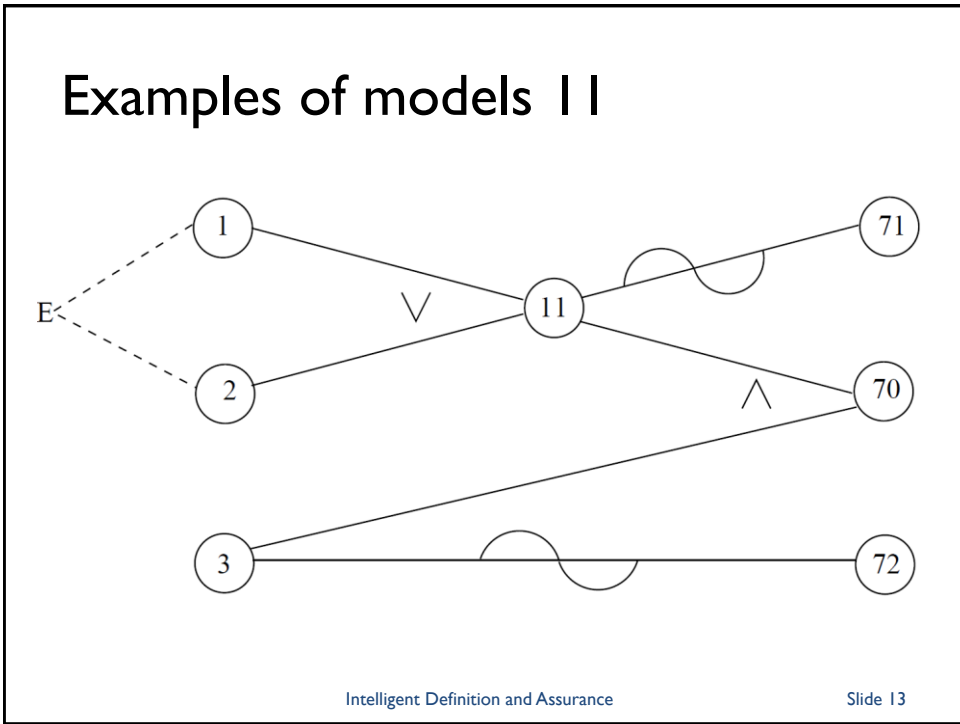 Examples of models 11
1
71
∨
11
E
2
∧
70
3
72
Intelligent Definition and Assurance
Slide 13